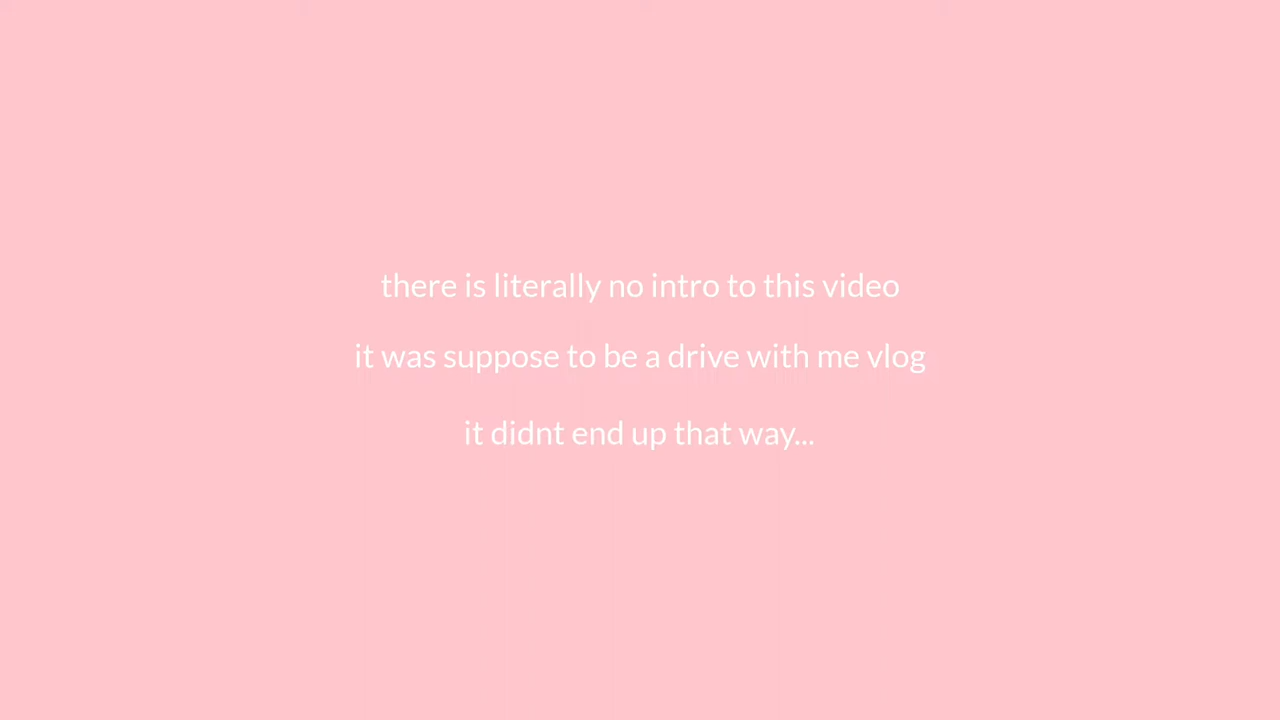 there is literally no intro to this video
it was suppose to be a drive with me vlog
it didnt end up that way...